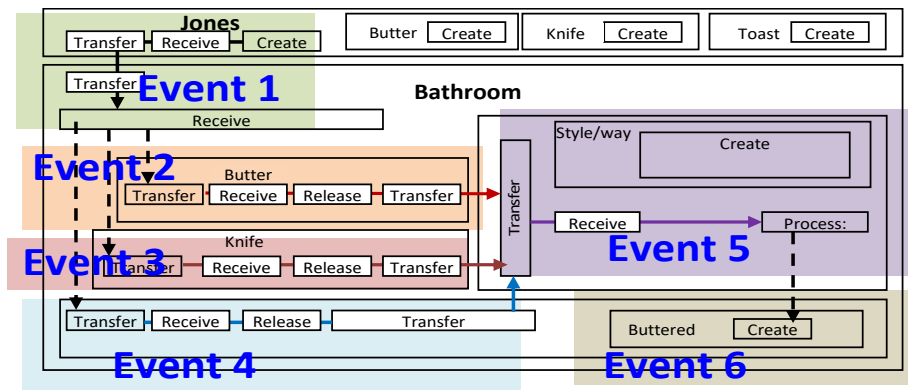 Jones
Transfer Receive Create
Butter Create
Knife Create
Toast Create
Transfer
Event 1
Bathroom
Receive
Style/way
Create
Event 2
Butter
Transfer Receive Release Transfer
Transfer
Receive
Process:
Event 5
Knife
Event 3
Transfer Receive Release Transfer
Transfer Receive Release Transfer
Buttered Create
Event 4
Event 6